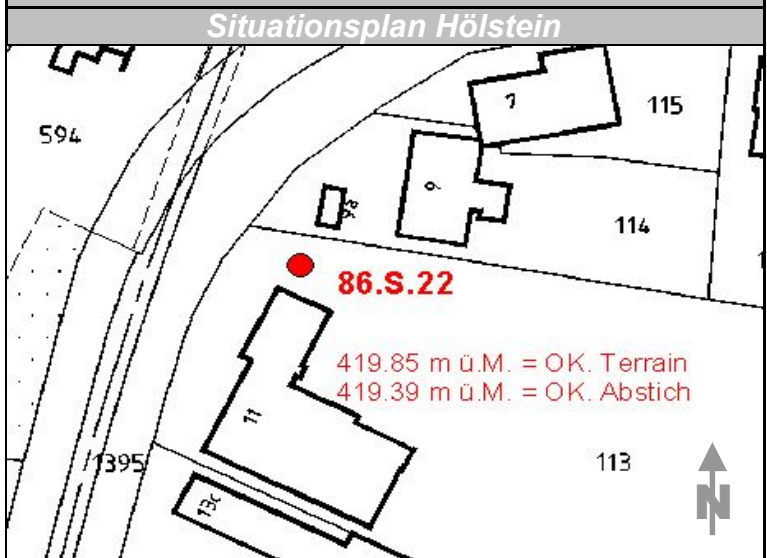 Situationsplan Hölstein
594
7
115
9
9a
114
86.S.22
419.85 m ü.M. = OK. Terrain
419.39 m ü.M. = OK. Abstich
11
1395
113
13c
N